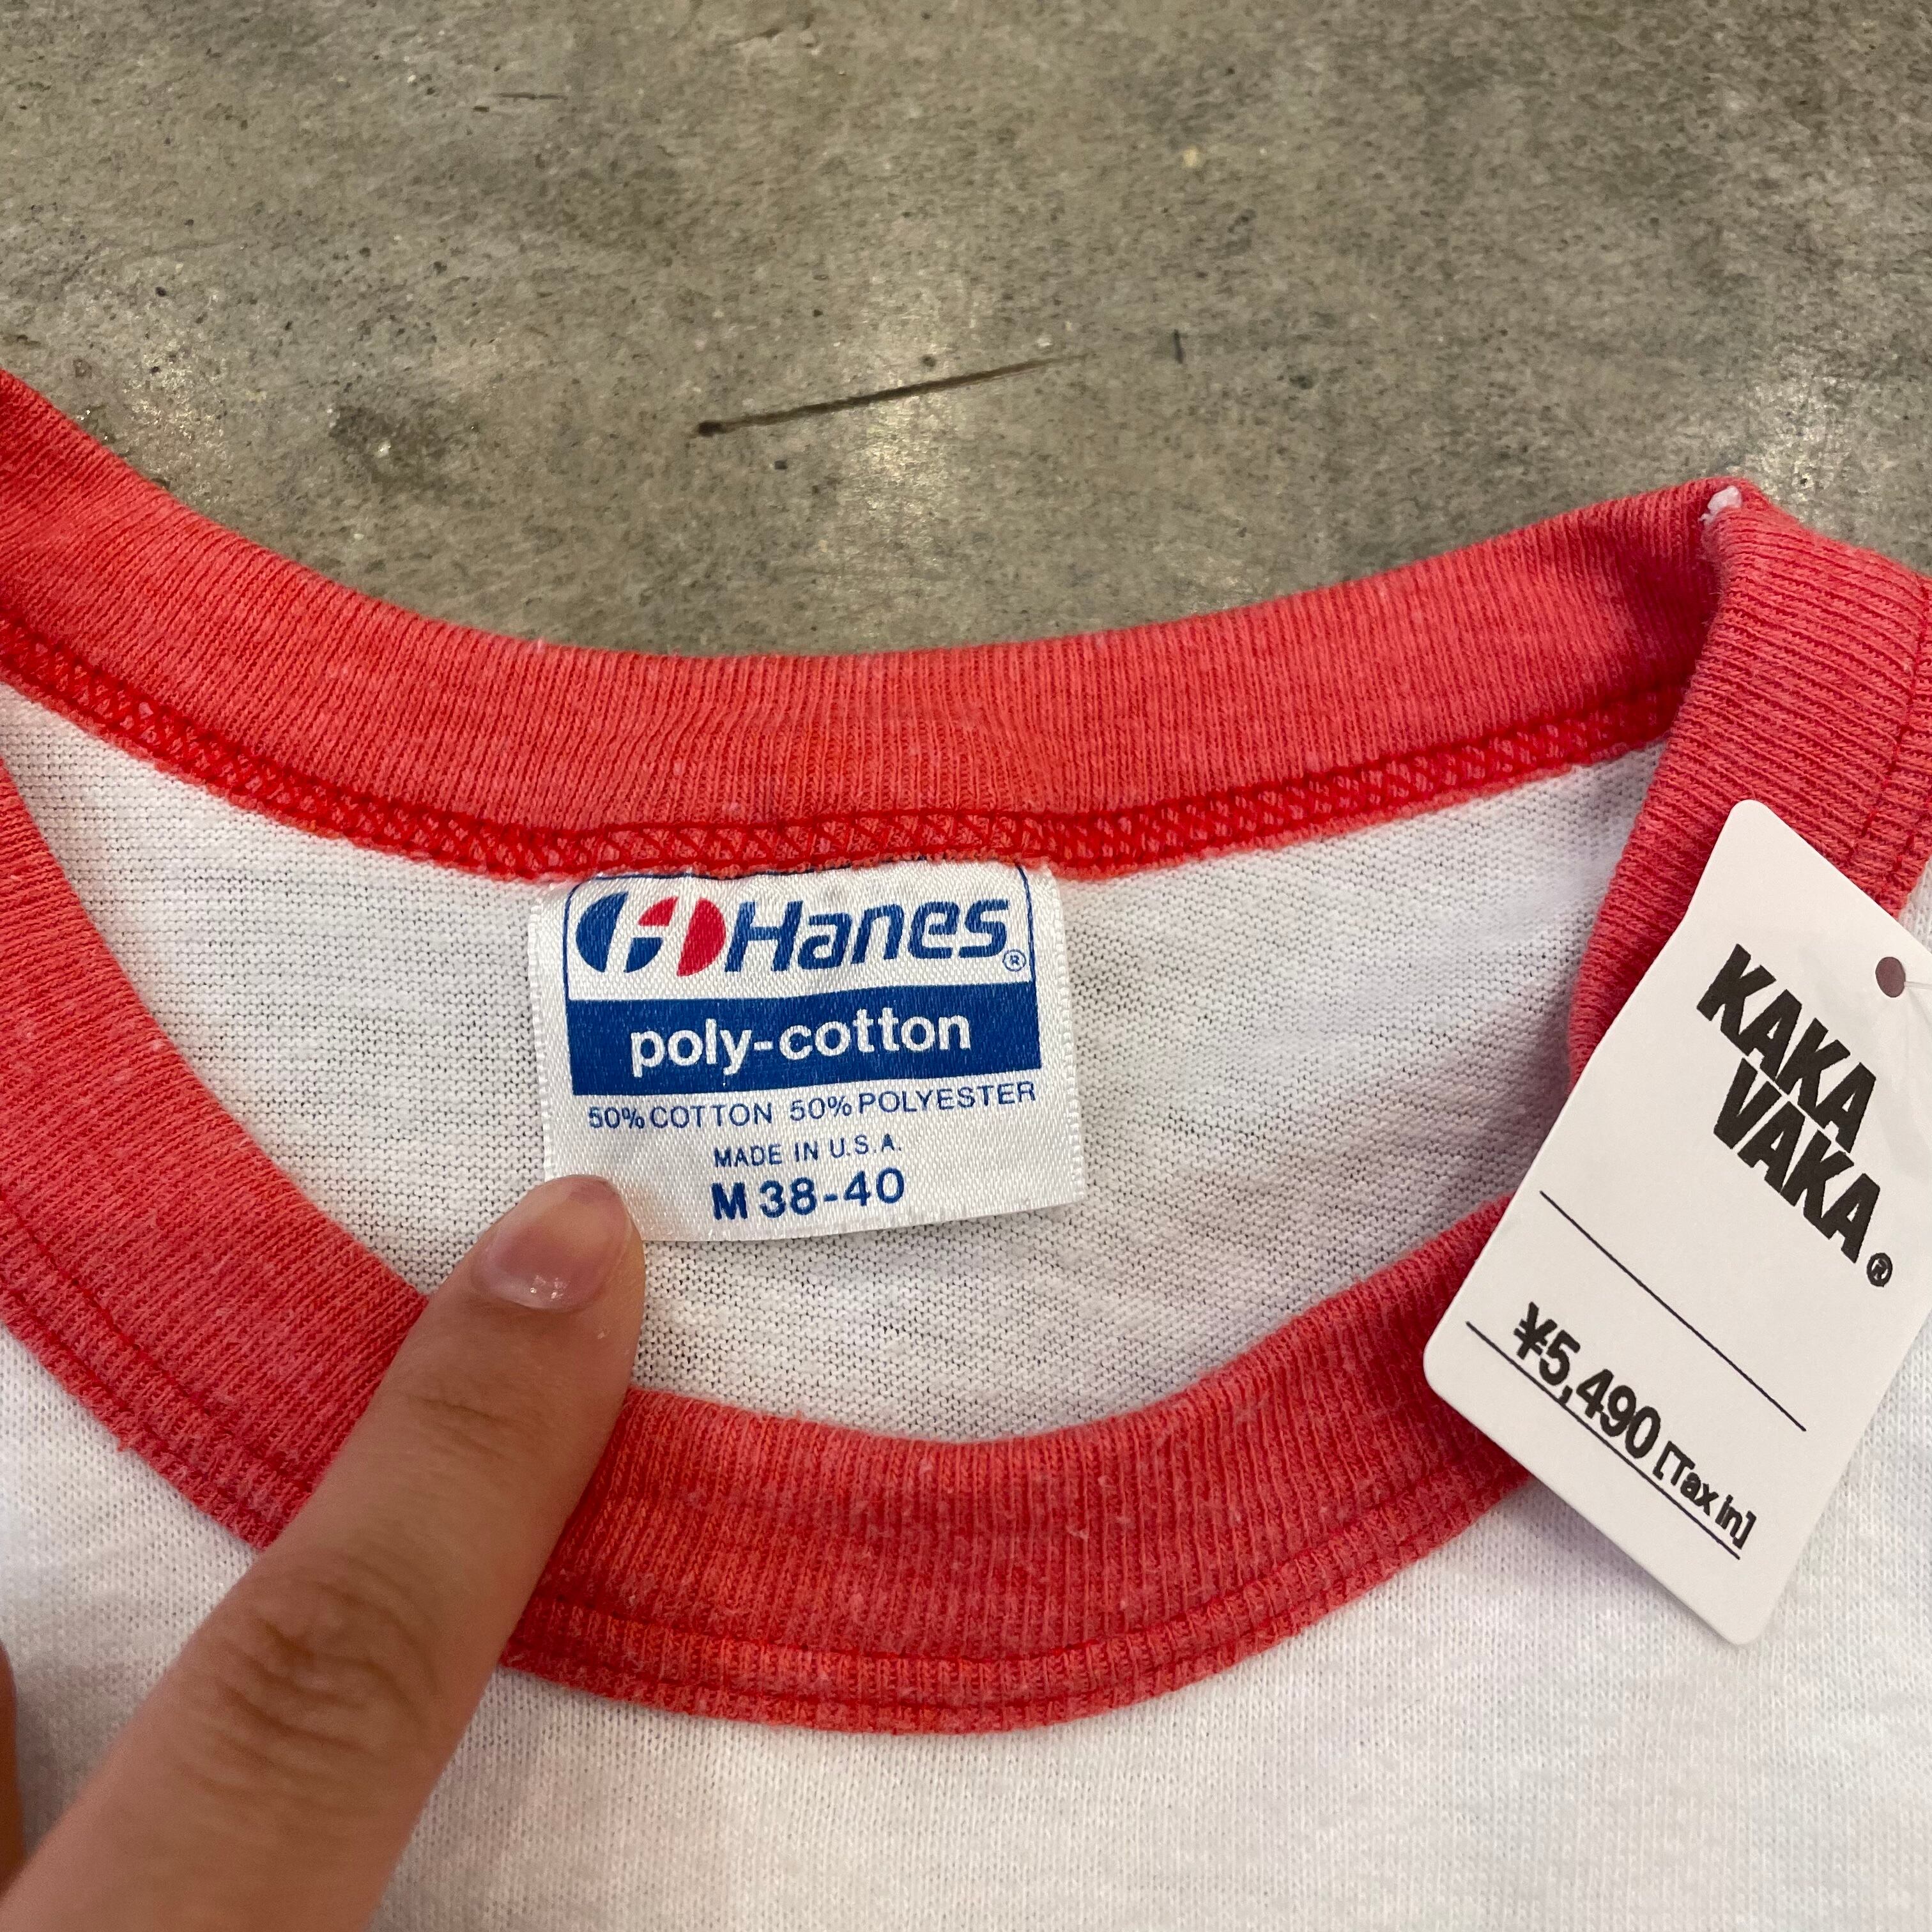 Hanes®
poly-cotton
50% COTTON 50% POLYESTER
MADE IN U.S.A.
M 38-40
KAKA
VAKA®
¥5,490 [Tax in]